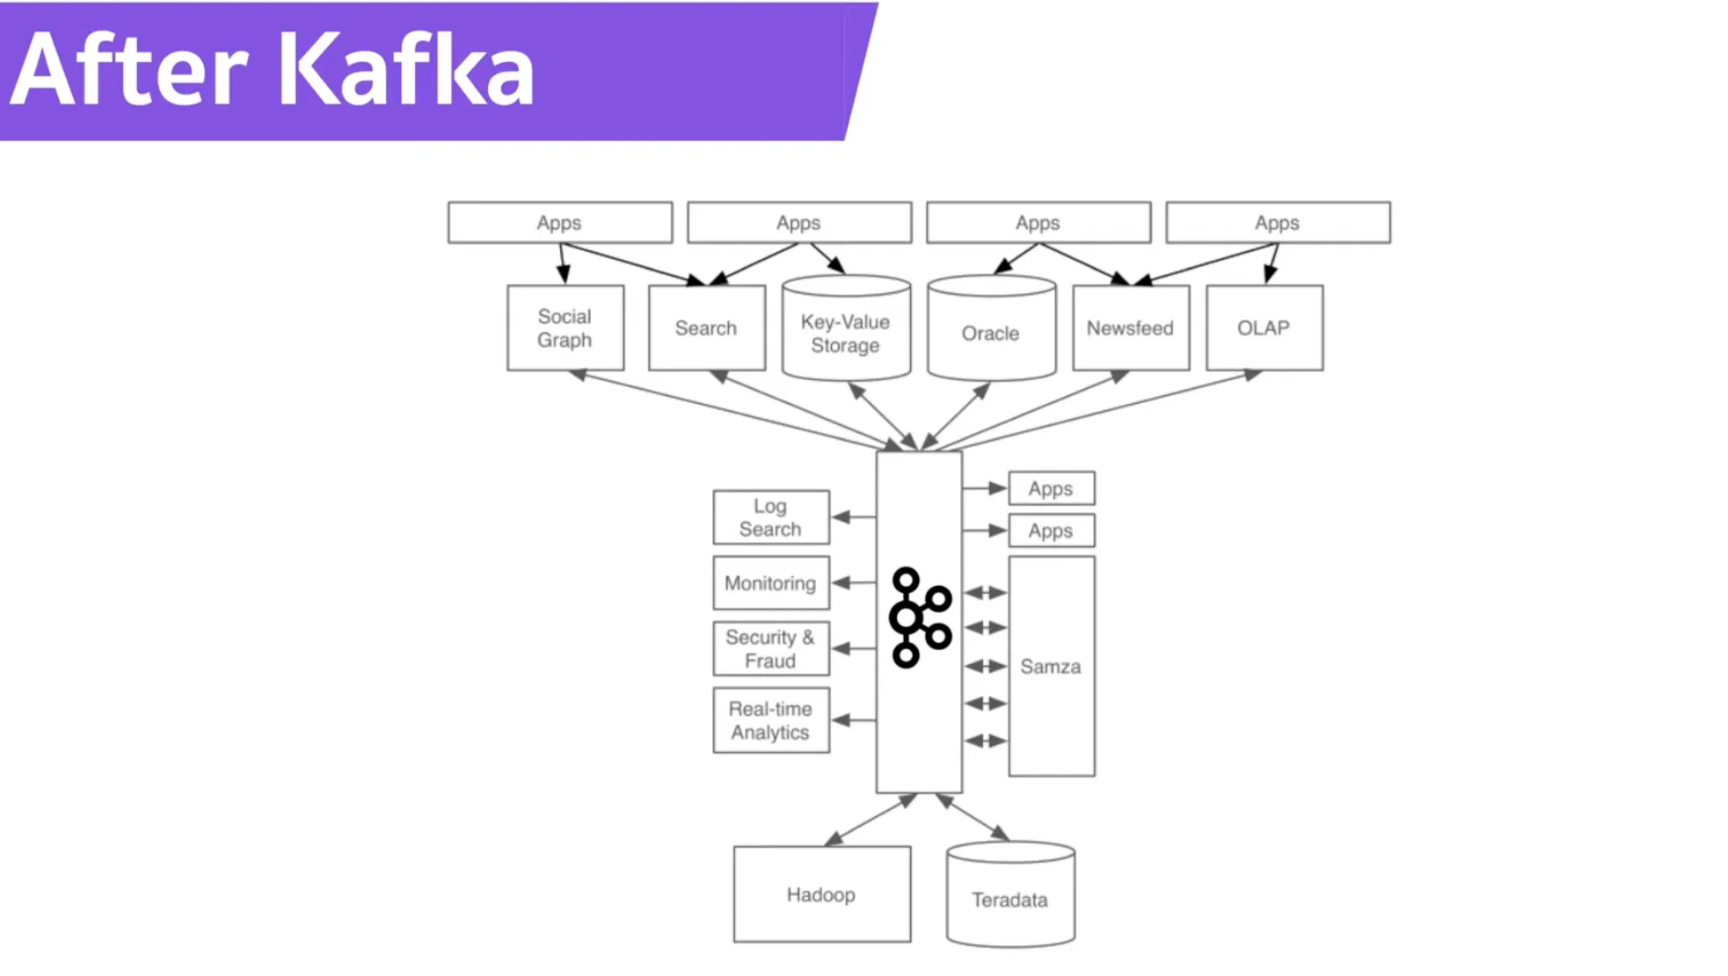 After Kafka
Apps
Apps
Apps
Apps
Social
Graph
Search
Key-Value
Storage
Oracle
Newsfeed
OLAP
Log
Search
Monitoring
Security &
Fraud
Real-time
Analytics
Apps
Apps
Samza
Hadoop
Teradata